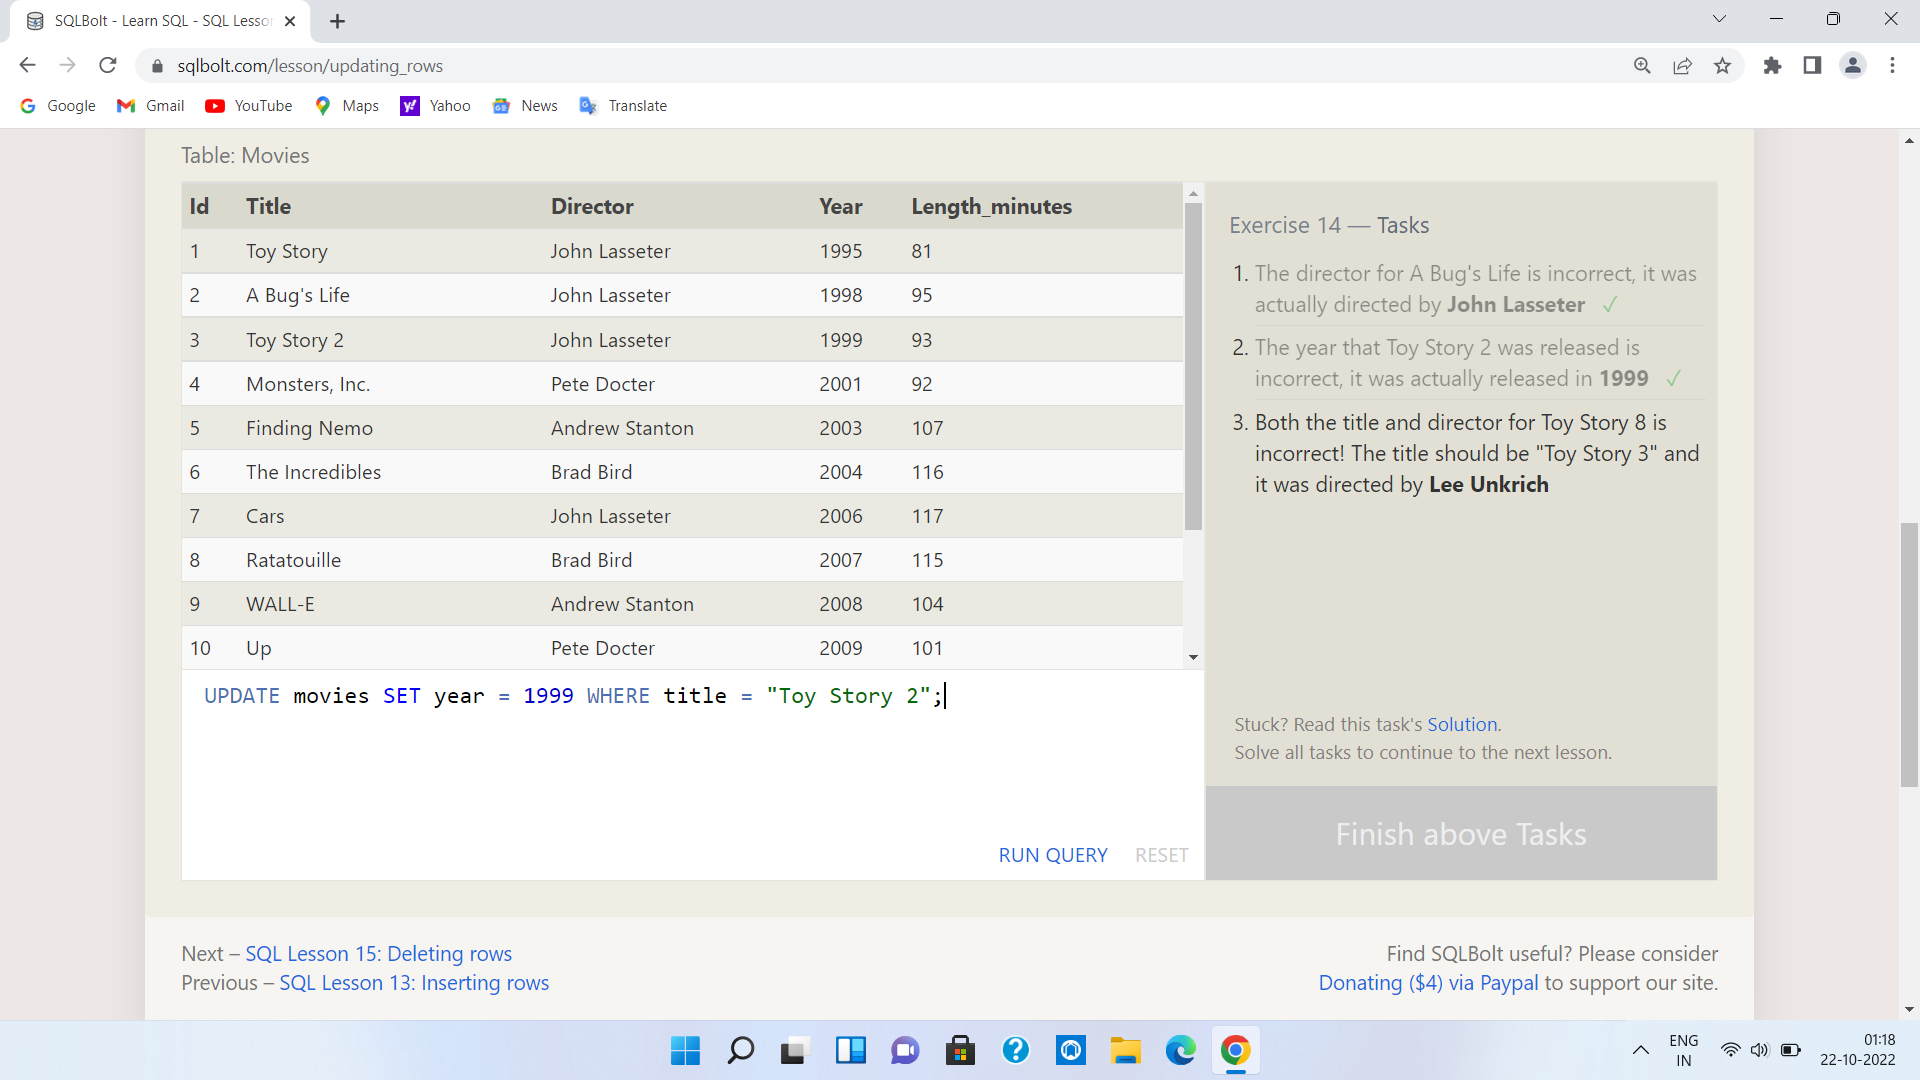 SQLBolt - Learn SQL - SQL Lesson
sqlbolt.com/lesson/updating_rows
Google Gmail YouTube Maps Yahoo News Translate
Table: Movies
Id Title Director Year Length_minutes
1 Toy Story John Lasseter 1995 81
2 A Bug's Life John Lasseter 1998 95
3 Toy Story 2 John Lasseter 1999 93
4 Monsters, Inc. Pete Docter 2001 92
5 Finding Nemo Andrew Stanton 2003 107
6 The Incredibles Brad Bird 2004 116
7 Cars John Lasseter 2006 117
8 Ratatouille Brad Bird 2007 115
9 WALL-E Andrew Stanton 2008 104
10 Up Pete Docter 2009 101
UPDATE movies SET year = 1999 WHERE title = "Toy Story 2";
RUN QUERY RESET
Exercise 14 — Tasks
1. The director for A Bug's Life is incorrect, it was
actually directed by John Lasseter ✓
2. The year that Toy Story 2 was released is
incorrect, it was actually released in 1999 ✓
3. Both the title and director for Toy Story 8 is
incorrect! The title should be "Toy Story 3" and
it was directed by Lee Unkrich
Stuck? Read this task's Solution.
Solve all tasks to continue to the next lesson.
Finish above Tasks
Next – SQL Lesson 15: Deleting rows
Previous – SQL Lesson 13: Inserting rows
Find SQLBolt useful? Please consider
Donating ($4) via Paypal to support our site.
ENG
IN
01:18
22-10-2022